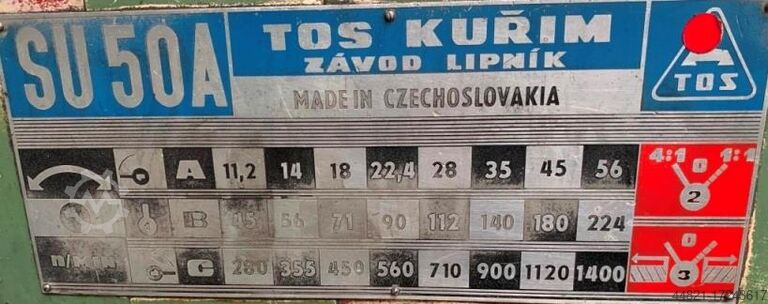 SU 50A
TOS KUŘIM
ZÁVOD LIPNÍK
MADE IN CZECHOSLOVAKIA
TOS
A 11,2 14 18 22,4 28 35 45 56
B 45 56 71 90 112 140 180 224
n/MIN C 280 355 450 560 710 900 1120 1400
4:1 0 1:1
2
0
3
44821-17245617